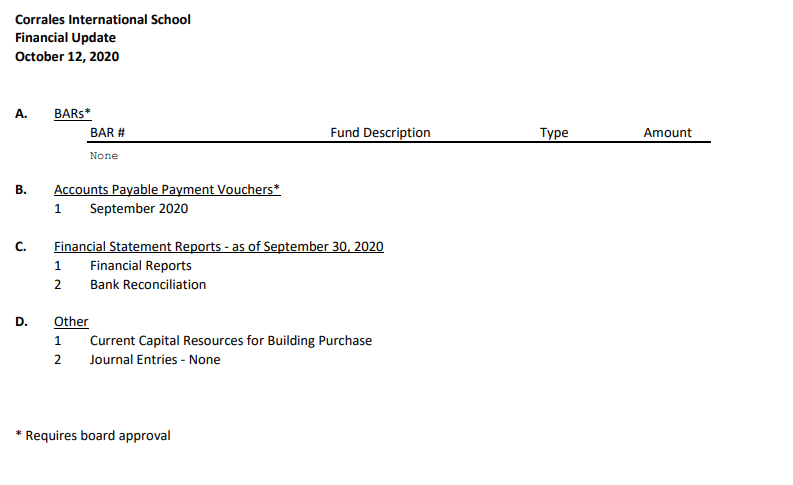 Corrales International School
Financial Update
October 12, 2020
A. BARs*
BAR # Fund Description Type Amount
None
B. Accounts Payable Payment Vouchers*
1 September 2020
C. Financial Statement Reports - as of September 30, 2020
1 Financial Reports
2 Bank Reconciliation
D. Other
1 Current Capital Resources for Building Purchase
2 Journal Entries - None
* Requires board approval